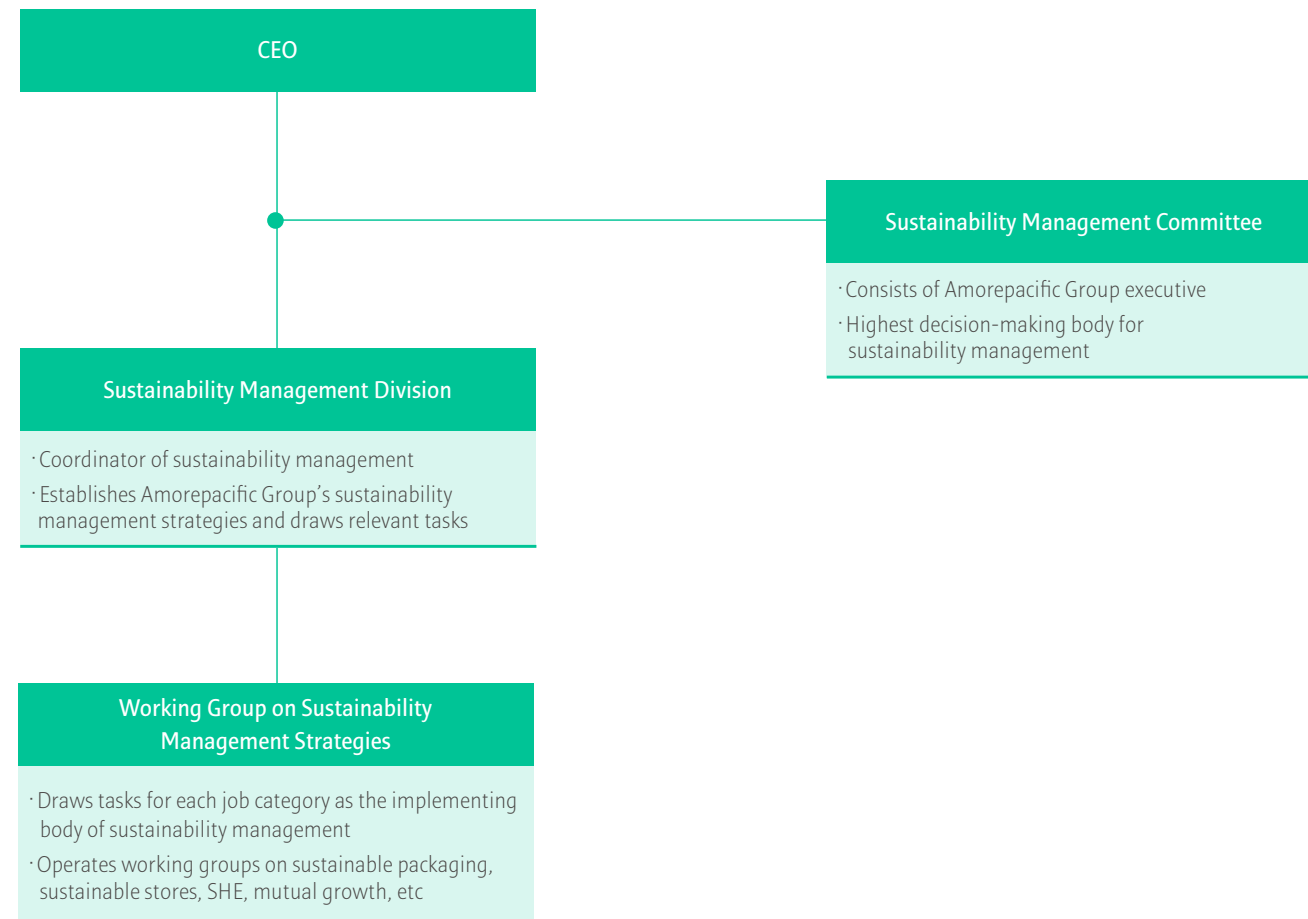 CEO
Sustainability Management Committee
· Consists of Amorepacific Group executive
· Highest decision-making body for
sustainability management
Sustainability Management Division
· Coordinator of sustainability management
· Establishes Amorepacific Group's sustainability
management strategies and draws relevant tasks
Working Group on Sustainability
Management Strategies
· Draws tasks for each job category as the implementing
body of sustainability management
· Operates working groups on sustainable packaging,
sustainable stores, SHE, mutual growth, etc